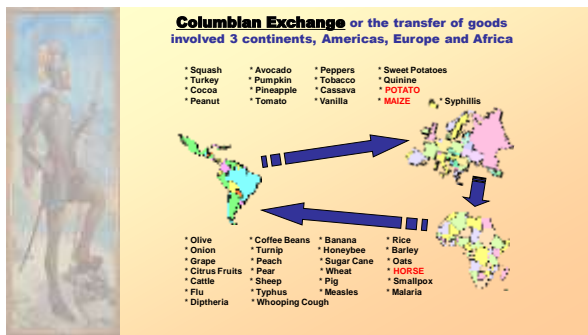 Columbian Exchange or the transfer of goods
involved 3 continents, Americas, Europe and Africa
* Squash * Avocado * Peppers * Sweet Potatoes
* Turkey * Pumpkin * Tobacco * Quinine
* Cocoa * Pineapple * Cassava * POTATO
* Peanut * Tomato * Vanilla * MAIZE * Syphillis
* Olive * Coffee Beans * Banana * Rice
* Onion * Turnip * Honeybee * Barley
* Grape * Peach * Sugar Cane * Oats
* Citrus Fruits * Pear * Wheat * HORSE
* Cattle * Sheep * Pig * Smallpox
* Flu * Typhus * Measles * Malaria
* Diptheria * Whooping Cough